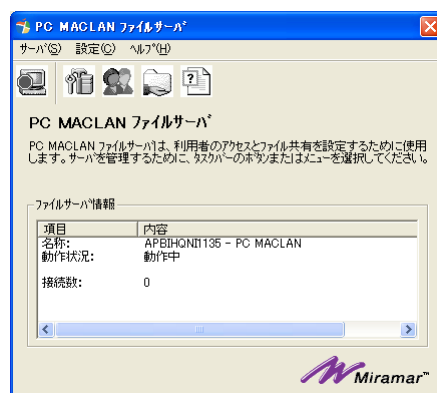 PC MACLAN ファイルサーバ
サーバ(S) 設定(C) ヘルプ(H)
PC MACLAN ファイルサーバ
PC MACLAN ファイルサーバは、利用者のアクセスとファイル共有を設定するために使用
します。サーバを管理するために、タスクバーのボタンまたはメニューを選択してください。
ファイルサーバ情報
項目 内容
名称: APBIHQNI1135 - PC MACLAN
動作状況: 動作中
接続数: 0
Miramar™